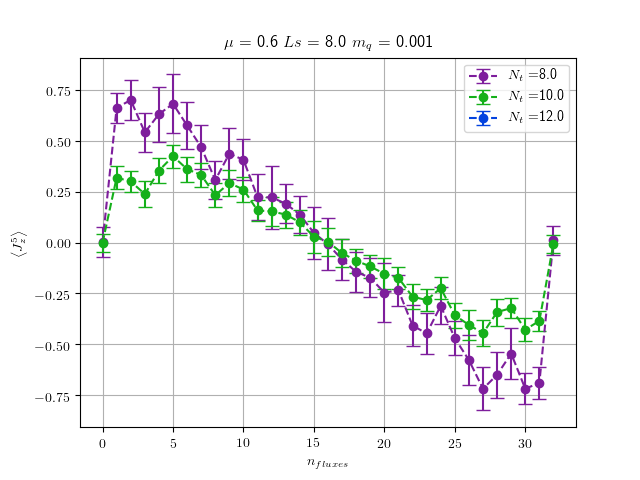 μ = 0.6 Ls = 8.0 m_q = 0.001
N_t =8.0
N_t =10.0
N_t =12.0
⟨J_z^5⟩
0.75
0.50
0.25
0.00
−0.25
−0.50
−0.75
0 5 10 15 20 25 30
n_fluxes